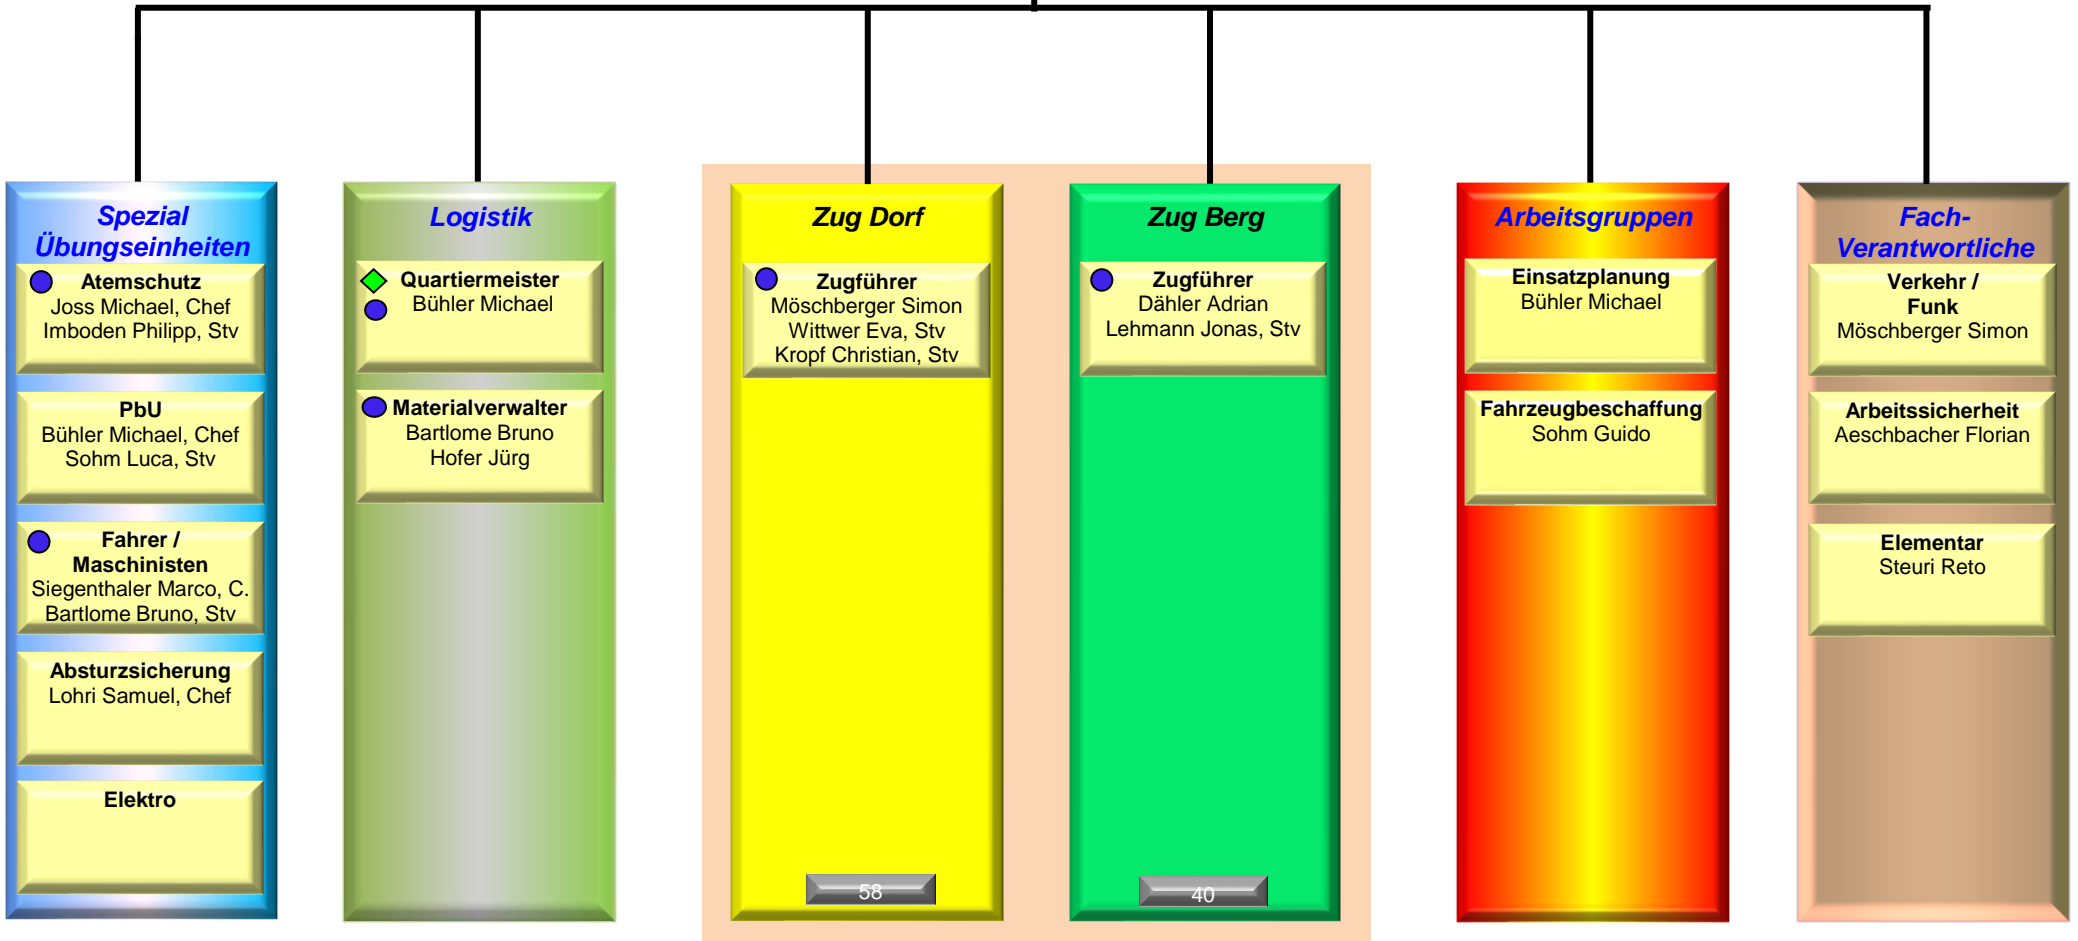 Spezial
Übungseinheiten
Atemschutz
Joss Michael, Chef
Imboden Philipp, Stv
PbU
Bühler Michael, Chef
Sohm Luca, Stv
Fahrer /
Maschinisten
Siegenthaler Marco, C.
Bartlome Bruno, Stv
Absturzsicherung
Lohri Samuel, Chef
Elektro
Logistik
Quartiermeister
Bühler Michael
Materialverwalter
Bartlome Bruno
Hofer Jürg
Zug Dorf
Zugführer
Möschberger Simon
Wittwer Eva, Stv
Kropf Christian, Stv
58
Zug Berg
Zugführer
Dähler Adrian
Lehmann Jonas, Stv
40
Arbeitsgruppen
Einsatzplanung
Bühler Michael
Fahrzeugbeschaffung
Sohm Guido
Fach-
Verantwortliche
Verkehr /
Funk
Möschberger Simon
Arbeitssicherheit
Aeschbacher Florian
Elementar
Steuri Reto